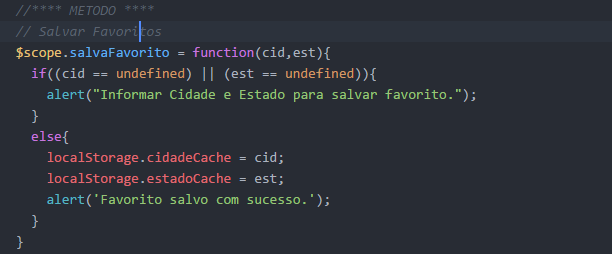 //**** METODO ****
// Salvar Favoritos
$scope.salvaFavorito = function(cid,est){
if((cid == undefined) || (est == undefined)){
alert("Informar Cidade e Estado para salvar favorito.");
}
else{
localStorage.cidadeCache = cid;
localStorage.estadoCache = est;
alert('Favorito salvo com sucesso.');
}
}